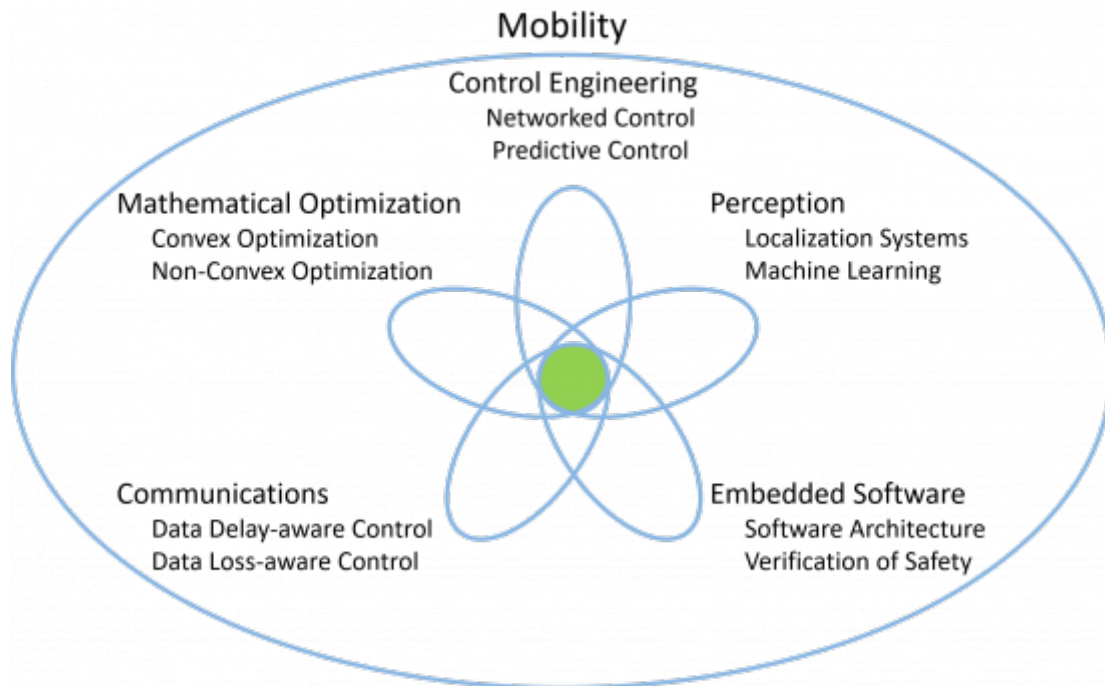 Mobility
Control Engineering
Networked Control
Predictive Control
Mathematical Optimization
Convex Optimization
Non-Convex Optimization
Perception
Localization Systems
Machine Learning
Communications
Data Delay-aware Control
Data Loss-aware Control
Embedded Software
Software Architecture
Verification of Safety